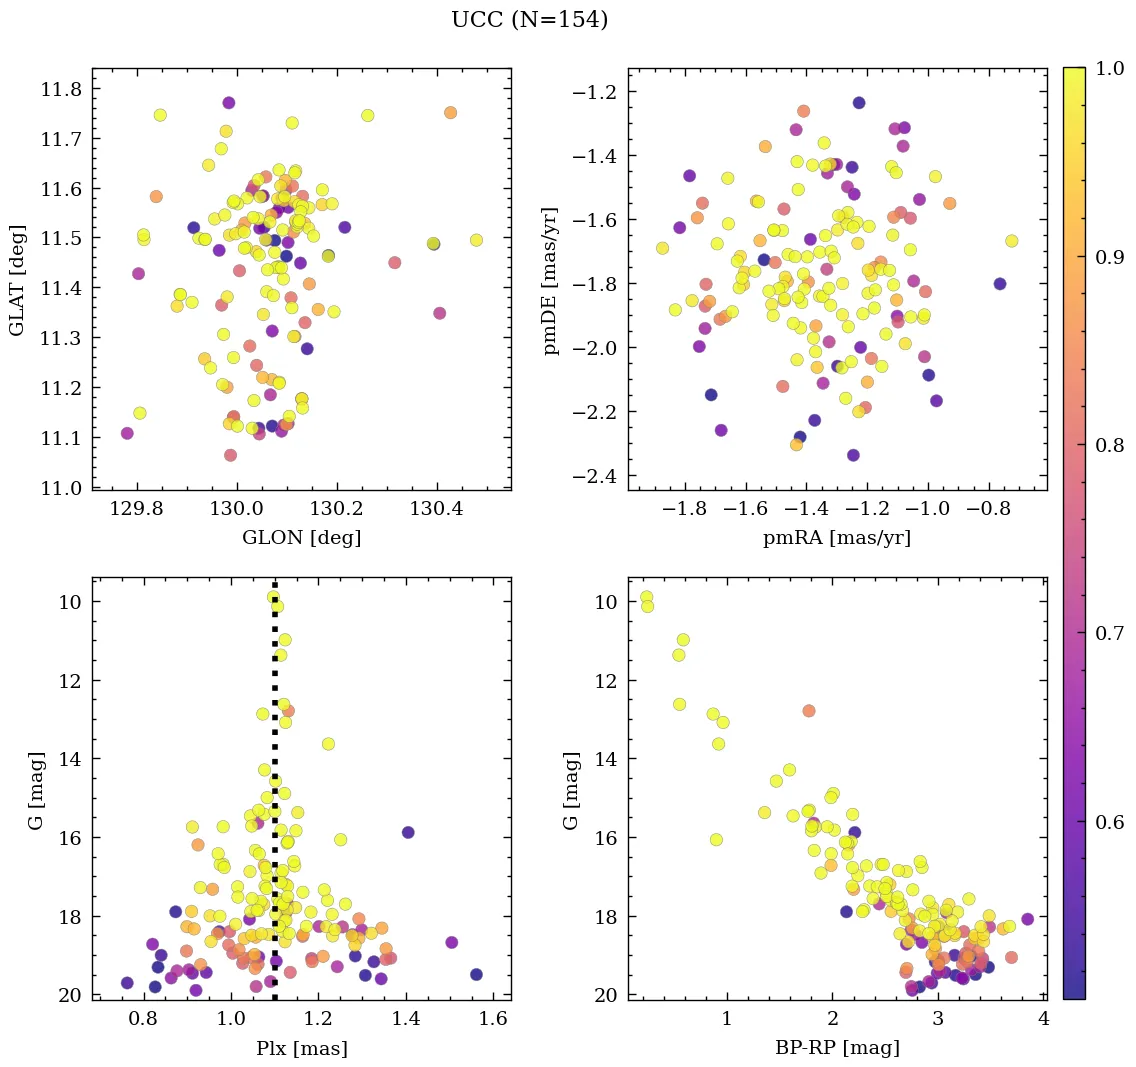 UCC (N=154)
11.8
11.7
11.6
11.5
11.4
11.3
11.2
11.1
11.0
GLAT [deg]
129.8 130.0 130.2 130.4
GLON [deg]
−1.2
−1.4
−1.6
−1.8
−2.0
−2.2
−2.4
pmDE [mas/yr]
−1.8 −1.6 −1.4 −1.2 −1.0 −0.8
pmRA [mas/yr]
1.0
0.9
0.8
0.7
0.6
10
12
14
16
18
20
G [mag]
0.8 1.0 1.2 1.4 1.6
Plx [mas]
10
12
14
16
18
20
G [mag]
1 2 3 4
BP-RP [mag]